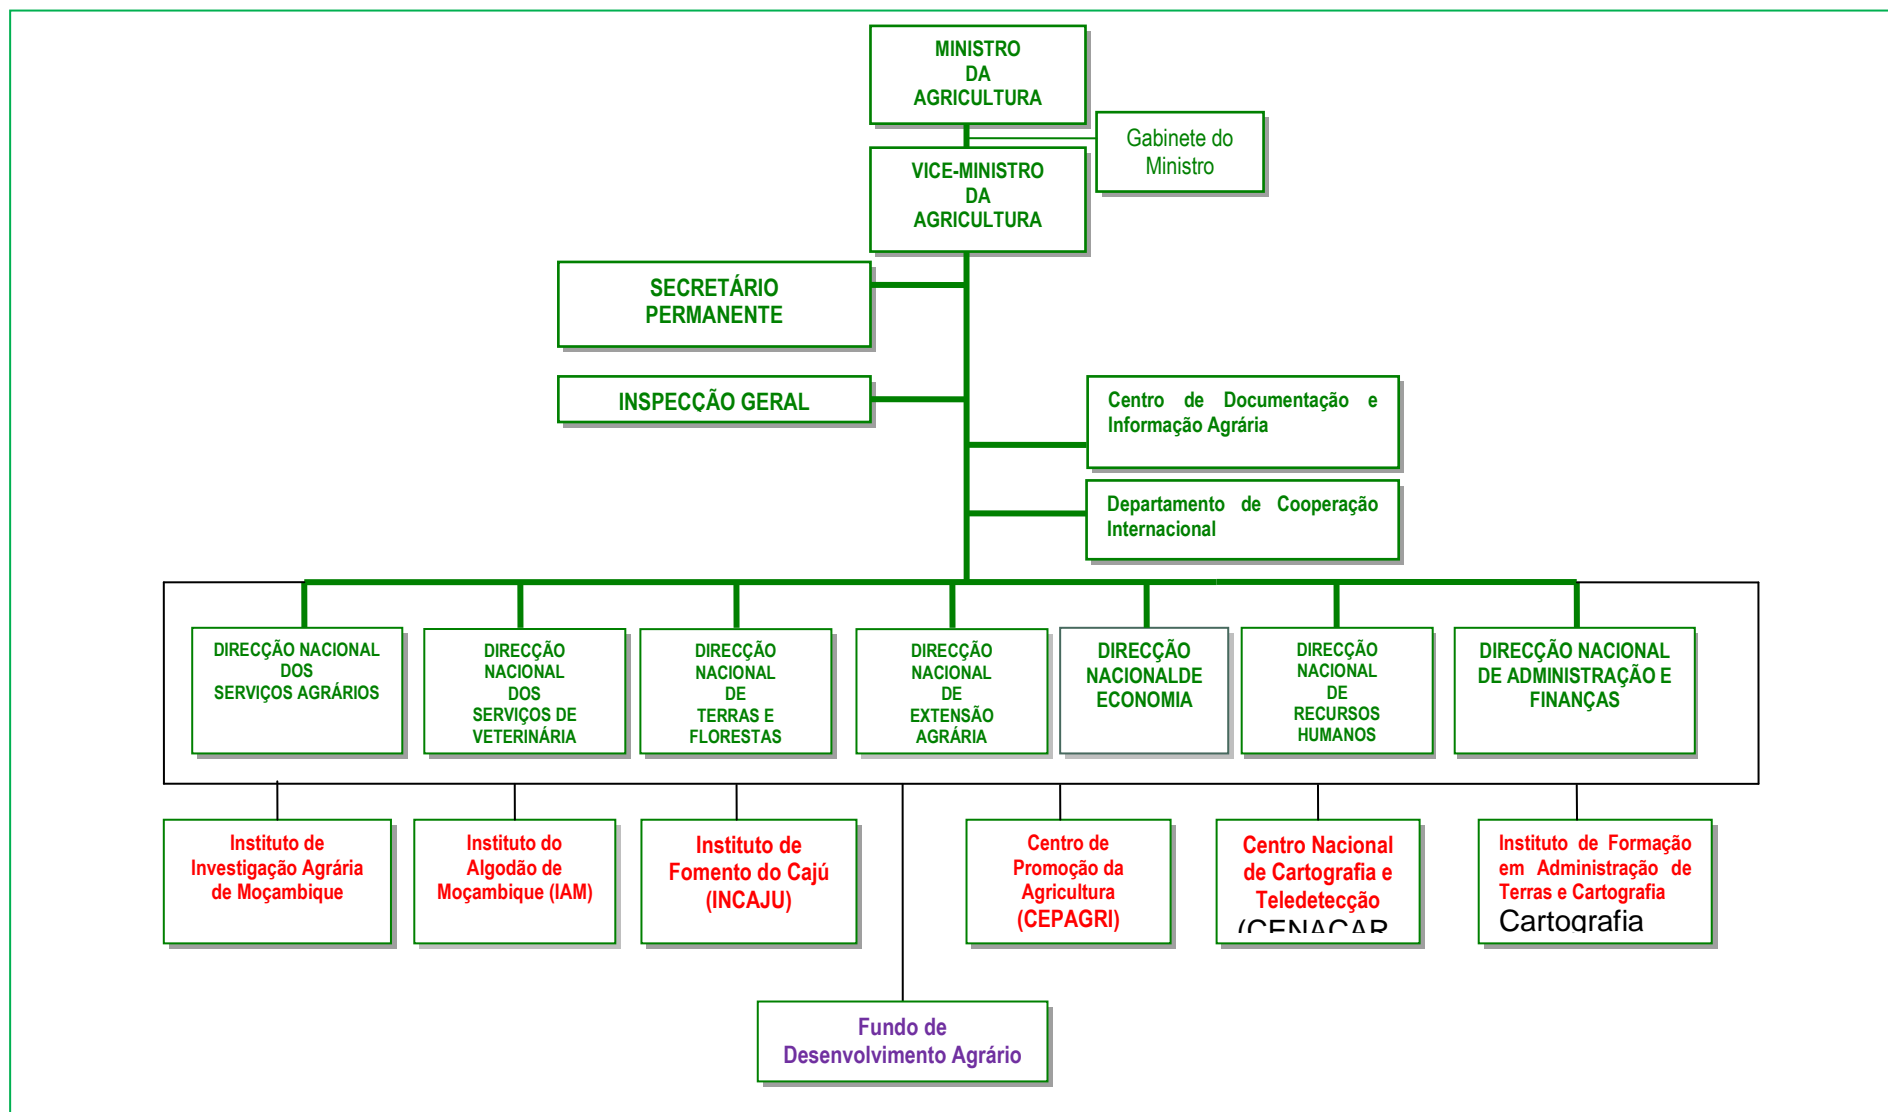 MINISTRO
DA
AGRICULTURA
Gabinete do
Ministro
VICE-MINISTRO
DA
AGRICULTURA
SECRETÁRIO
PERMANENTE
INSPECÇÃO GERAL
Centro de Documentação e
Informação Agrária
Departamento de Cooperação
Internacional
DIRECÇÃO NACIONAL
DOS
SERVIÇOS AGRÁRIOS
DIRECÇÃO
NACIONAL
DOS
SERVIÇOS DE
VETERINÁRIA
DIRECÇÃO
NACIONAL
DE
TERRAS E
FLORESTAS
DIRECÇÃO
NACIONAL
DE
EXTENSÃO
AGRÁRIA
DIRECÇÃO
NACIONALDE
ECONOMIA
DIRECÇÃO
NACIONAL
DE
RECURSOS
HUMANOS
DIRECÇÃO NACIONAL
DE ADMINISTRAÇÃO E
FINANÇAS
Instituto de
Investigação Agrária
de Moçambique
Instituto do
Algodão de
Moçambique (IAM)
Instituto de
Fomento do Cajú
(INCAJU)
Centro de
Promoção da
Agricultura
(CEPAGRI)
Centro Nacional
de Cartografia e
Teledetecção
(CENACAR
Instituto de Formação
em Administração de
Terras e Cartografia
Cartografia
Fundo de
Desenvolvimento Agrário